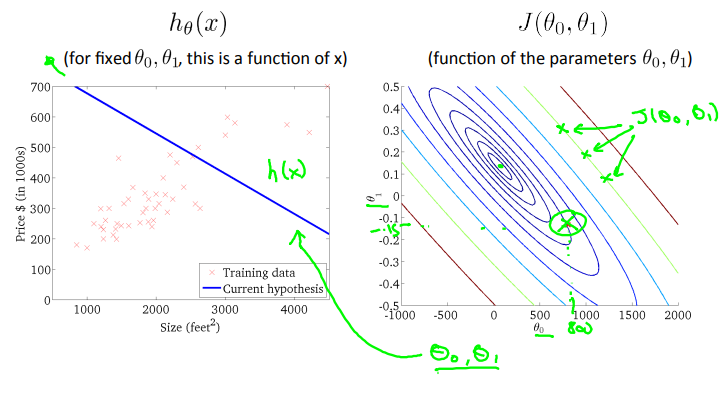 hθ(x)
(for fixed θ₀, θ₁, this is a function of x)
700
600
500
400
300
200
100
0
Price $ (in 1000s)
h(x)
Training data
Current hypothesis
1000
2000
3000
4000
Size (feet²)
θ₀, θ₁
J(θ₀, θ₁)
(function of the parameters θ₀, θ₁)
0.5
0.4
0.3
0.2
0.1
0
-0.1
-0.2
-0.3
-0.4
-0.5
θ₁
-.15
J(θ₀, θ₁)
-1000
-500
0
500
1000
1500
2000
θ₀
800